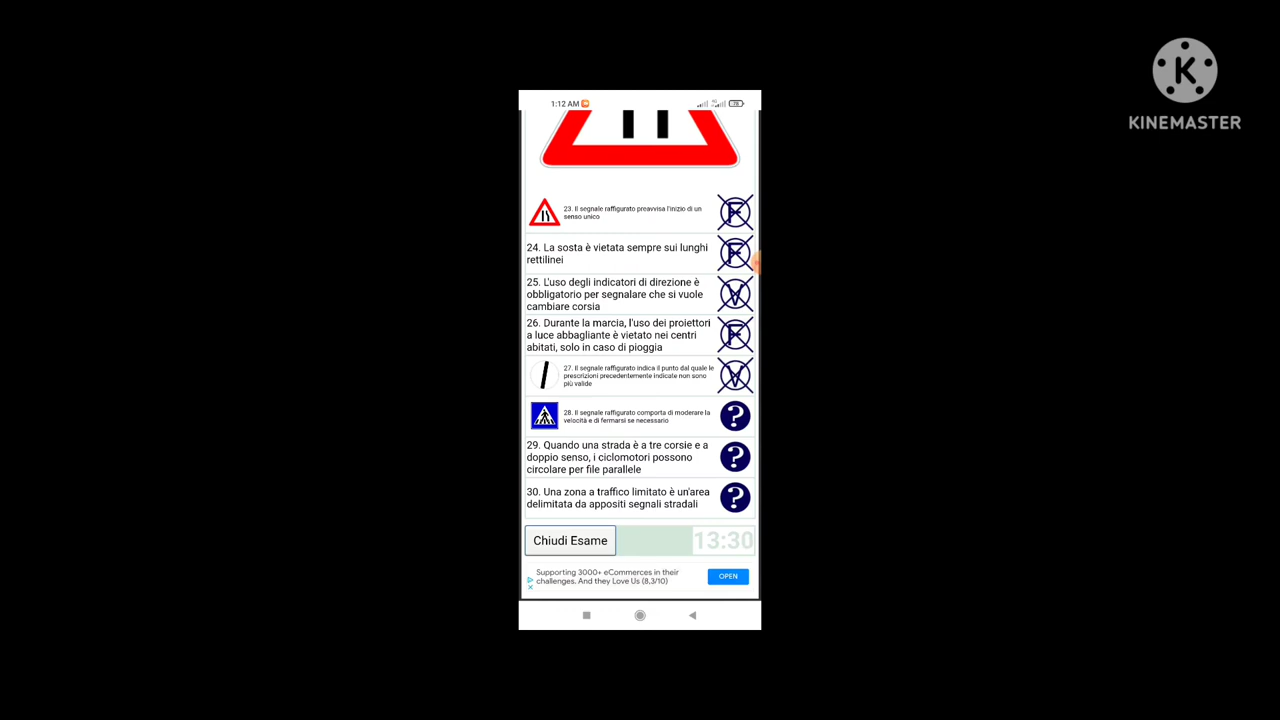 K
KINEMASTER
1:12 AM
4G
78
23. Il segnale raffigurato preavvisa l'inizio di un
senso unico
F
24. La sosta è vietata sempre sui lunghi
rettilinei
F
25. L'uso degli indicatori di direzione è
obbligatorio per segnalare che si vuole
cambiare corsia
V
26. Durante la marcia, l'uso dei proiettori
a luce abbagliante è vietato nei centri
abitati, solo in caso di pioggia
F
27. Il segnale raffigurato indica il punto dal quale le
prescrizioni precedentemente indicate non sono
più valide
V
28. Il segnale raffigurato comporta di moderare la
velocità e di fermarsi se necessario
?
29. Quando una strada è a tre corsie e a
doppio senso, i ciclomotori possono
circolare per file parallele
?
30. Una zona a traffico limitato è un'area
delimitata da appositi segnali stradali
?
Chiudi Esame
13:30
Supporting 3000+ eCommerces in their
challenges. And they Love Us (8,3/10)
OPEN